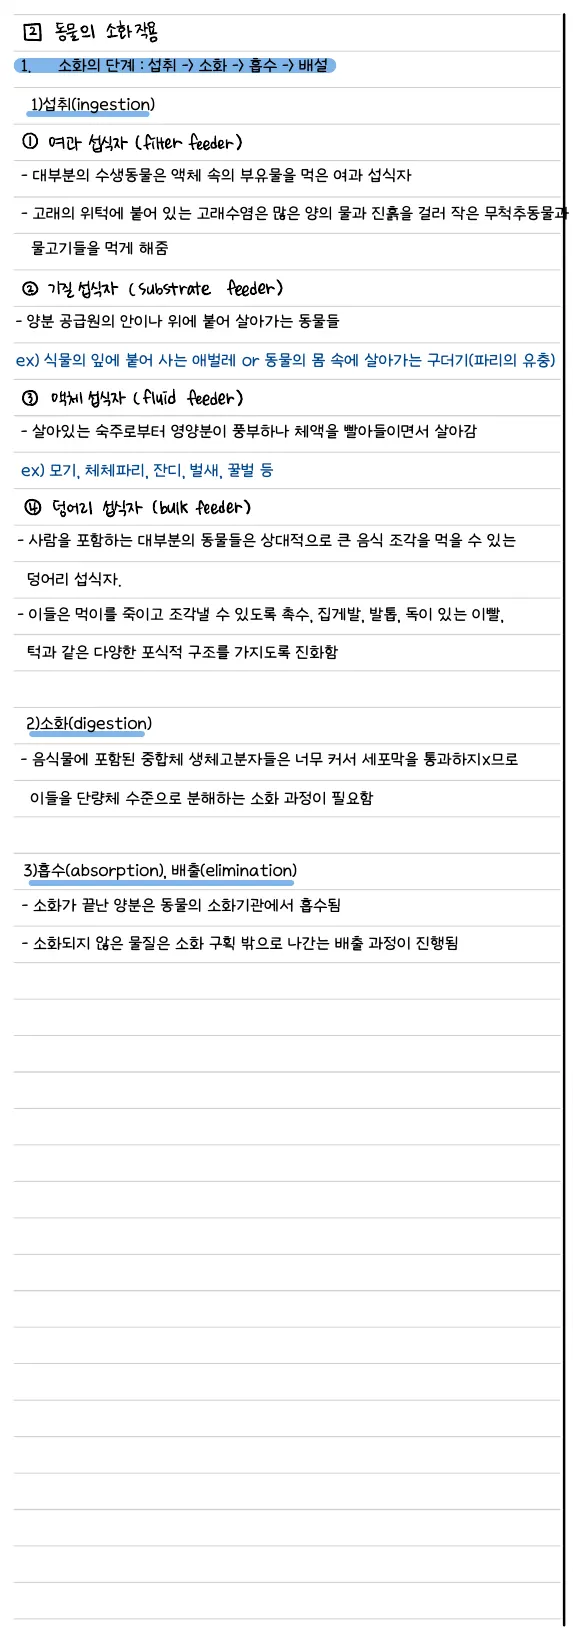 2 동물의 소화작용
1. 소화의 단계 : 섭취 -> 소화 -> 흡수 -> 배설
1)섭취(ingestion)
① 여과 섭식자 (filter feeder)
- 대부분의 수생동물은 액체 속의 부유물을 먹은 여과 섭식자
- 고래의 위턱에 붙어 있는 고래수염은 많은 양의 물과 진흙을 걸러 작은 무척추동물과
물고기들을 먹게 해줌
② 기질 섭식자 (substrate feeder)
- 양분 공급원의 안이나 위에 붙어 살아가는 동물들
ex) 식물의 잎에 붙어 사는 애벌레 or 동물의 몸 속에 살아가는 구더기(파리의 유충)
③ 액체 섭식자 (fluid feeder)
- 살아있는 숙주로부터 영양분이 풍부하나 체액을 빨아들이면서 살아감
ex) 모기, 체체파리, 잔디, 벌새, 꿀벌 등
④ 덩어리 섭식자 (bulk feeder)
- 사람을 포함하는 대부분의 동물들은 상대적으로 큰 음식 조각을 먹을 수 있는
덩어리 섭식자.
- 이들은 먹이를 죽이고 조각낼 수 있도록 촉수, 집게발, 발톱, 독이 있는 이빨,
턱과 같은 다양한 포식적 구조를 가지도록 진화함
2)소화(digestion)
- 음식물에 포함된 중합체 생체고분자들은 너무 커서 세포막을 통과하지x므로
이들을 단량체 수준으로 분해하는 소화 과정이 필요함
3)흡수(absorption), 배출(elimination)
- 소화가 끝난 양분은 동물의 소화기관에서 흡수됨
- 소화되지 않은 물질은 소화 구획 밖으로 나간는 배출 과정이 진행됨